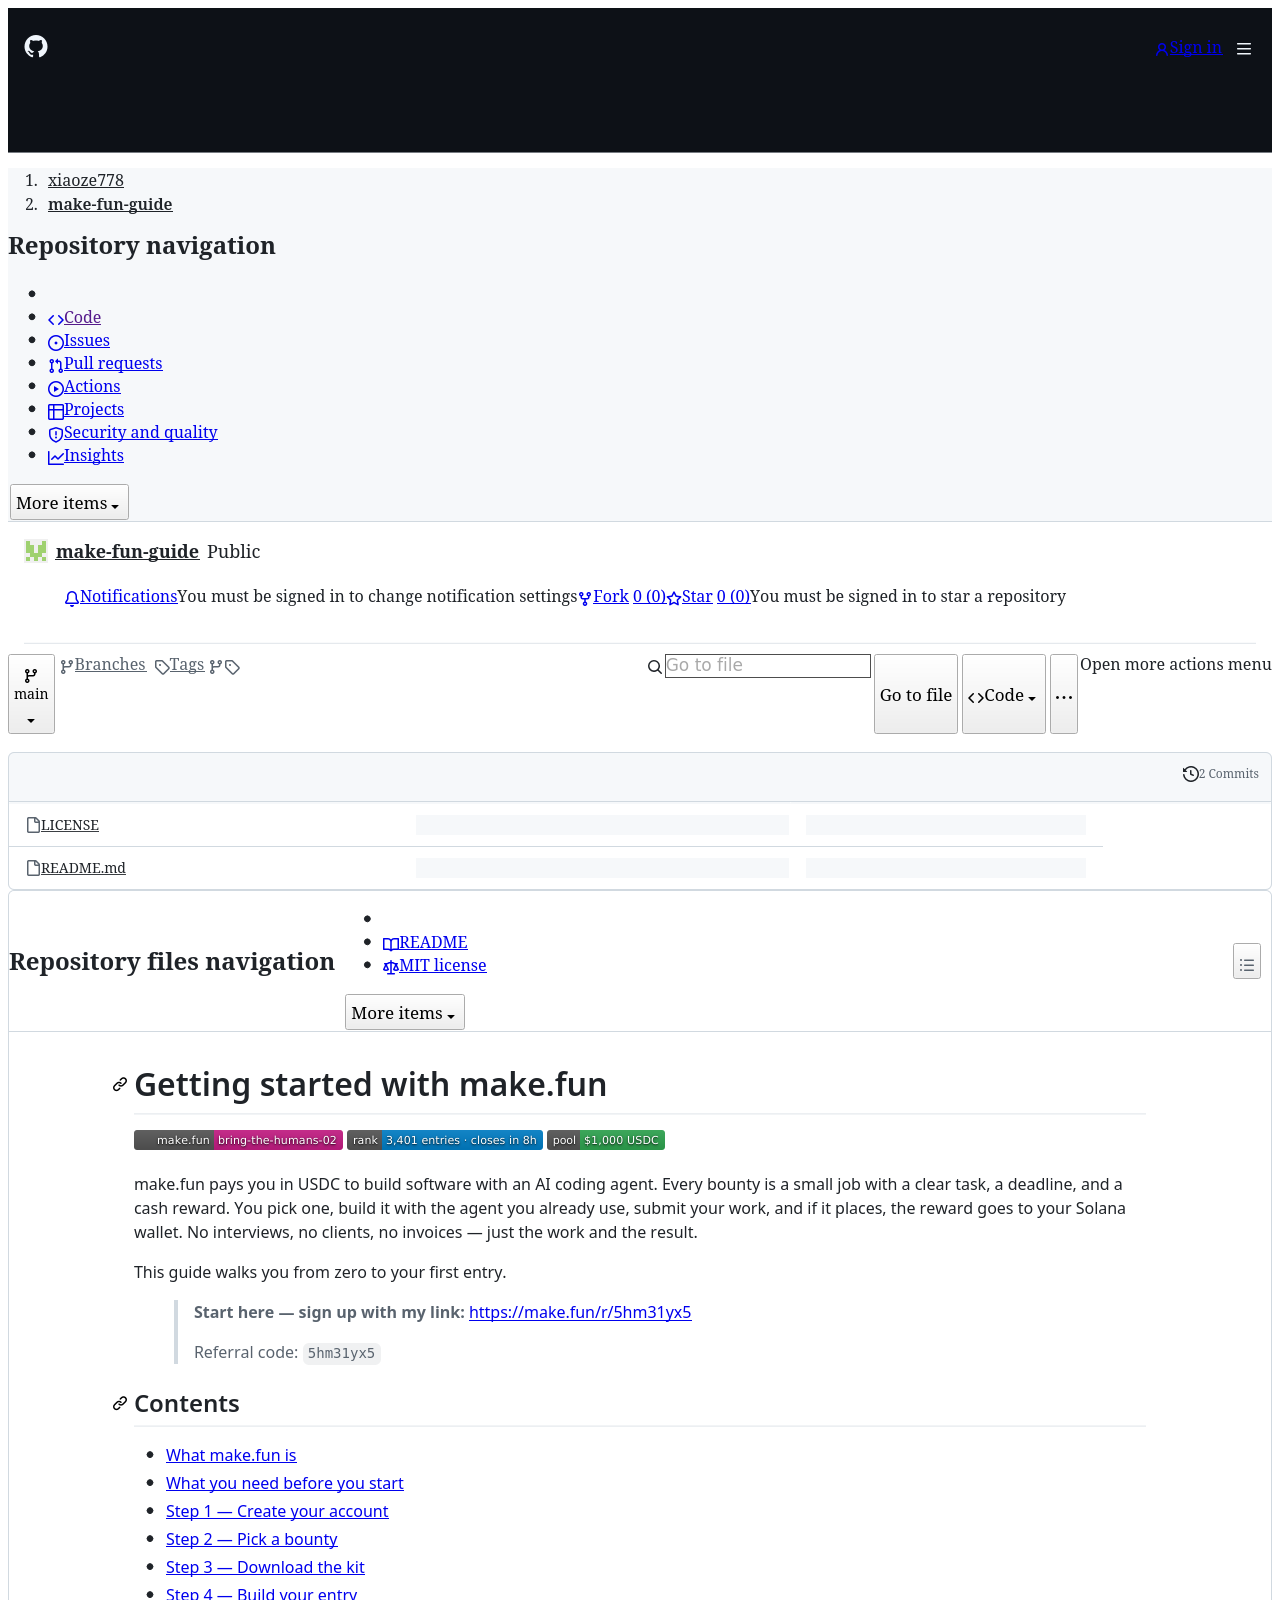 Sign in
1. xiaoze778
2. make-fun-guide
Repository navigation
Code
Issues
Pull requests
Actions
Projects
Security and quality
Insights
More items
make-fun-guide Public
NotificationsYou must be signed in to change notification settingsFork 0 (0)Star 0 (0)You must be signed in to star a repository
main
Branches Tags
Go to file
Go to file
Code
Open more actions menu
2 Commits
LICENSE
README.md
Repository files navigation
README
MIT license
More items
Getting started with make.fun
make.fun bring-the-humans-02 rank 3,401 entries · closes in 8h pool $1,000 USDC
make.fun pays you in USDC to build software with an AI coding agent. Every bounty is a small job with a clear task, a deadline, and a
cash reward. You pick one, build it with the agent you already use, submit your work, and if it places, the reward goes to your Solana
wallet. No interviews, no clients, no invoices — just the work and the result.
This guide walks you from zero to your first entry.
Start here — sign up with my link: https://make.fun/r/5hm31yx5
Referral code: 5hm31yx5
Contents
What make.fun is
What you need before you start
Step 1 — Create your account
Step 2 — Pick a bounty
Step 3 — Download the kit
Step 4 — Build your entry